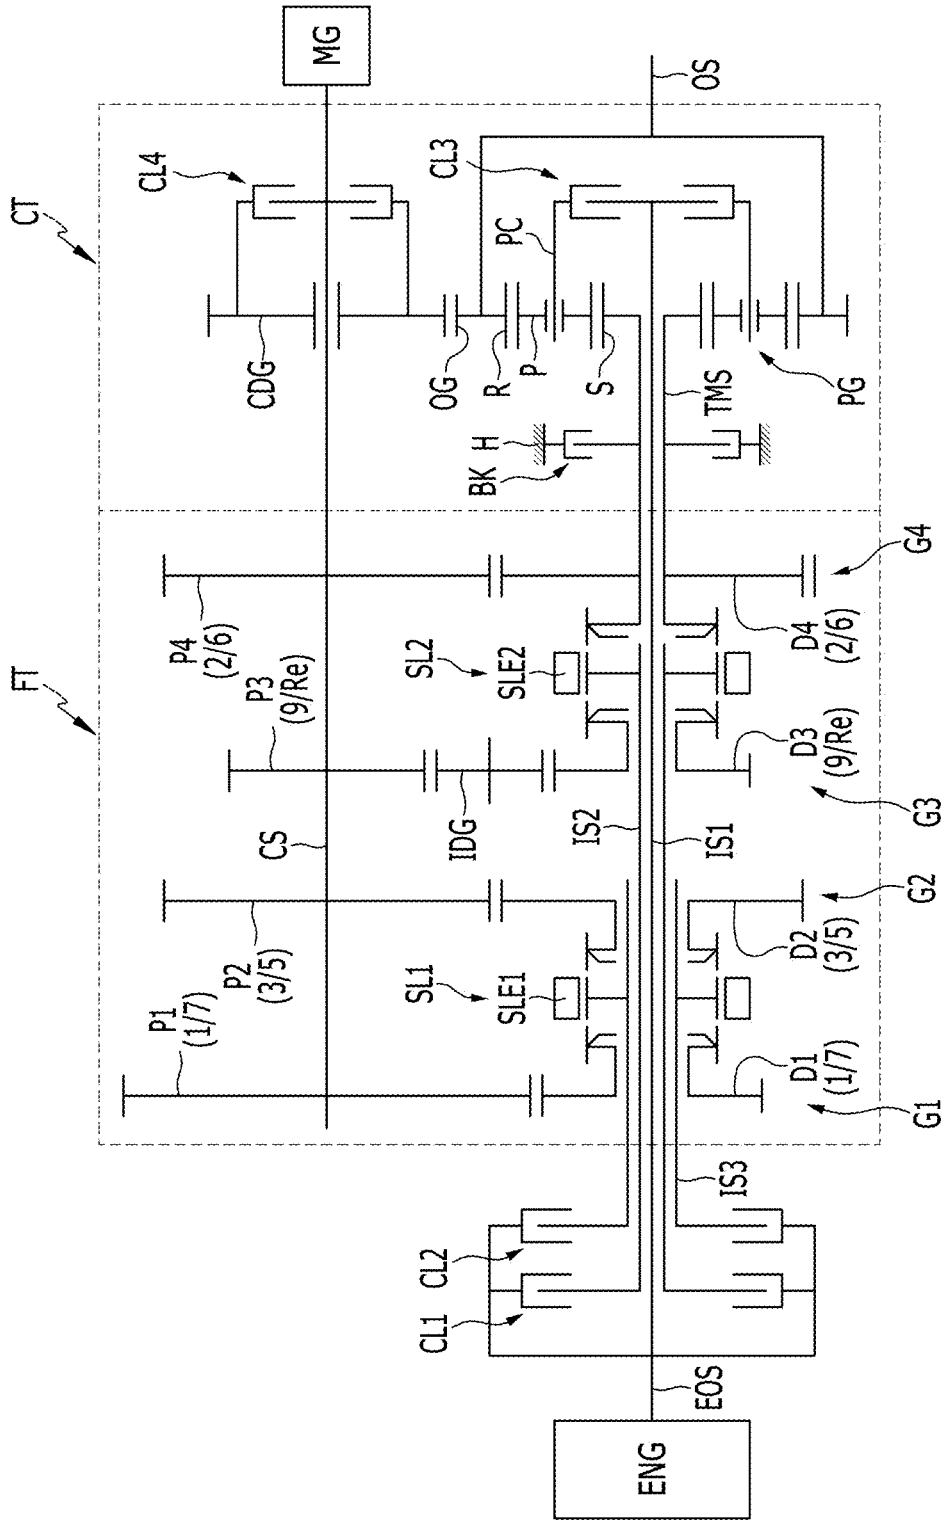 MG
OS
CT
CL4
CL3
PC
CDG
OG
R
P
S
TMS
PG
H
BK
FT
P4
(2/6)
P3
(9/Re)
SL2
SLE2
G4
D4
(2/6)
D3
(9/Re)
G3
CS
IDG
IS2
IS1
G2
P2
(3/5)
SL1
SLE1
D2
(3/5)
P1
(1/7)
D1
(1/7)
G1
IS3
CL2
CL1
EOS
ENG